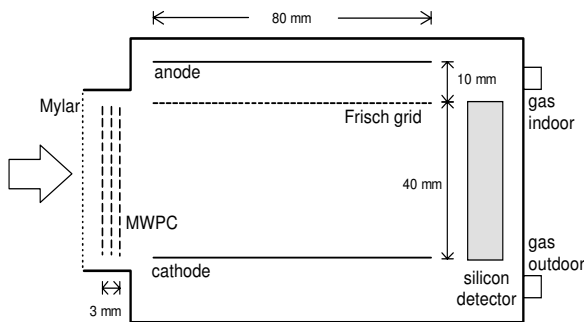 80 mm
anode
10 mm
Mylar
Frisch grid
gas
indoor
40 mm
MWPC
cathode
gas
outdoor
silicon
detector
3 mm